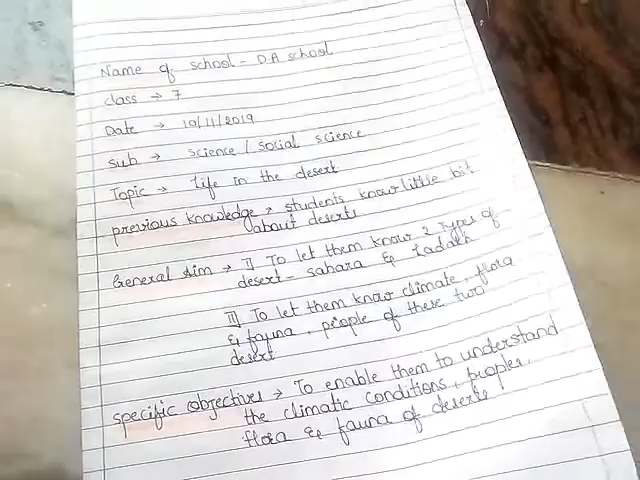 Name of school - D.A school
class → 7
Date → 10/11/2019
sub → science / social science
Topic → Life in the desert
previous knowledge → students know little bit
about deserts
General Aim → I] To let them know 2 types of
desert - sahara & Ladakh
II] To let them know climate, flora
& fauna, people of these two
desert
specific objectives → To enable them to understand
the climatic conditions, peoples,
flora & fauna of deserts